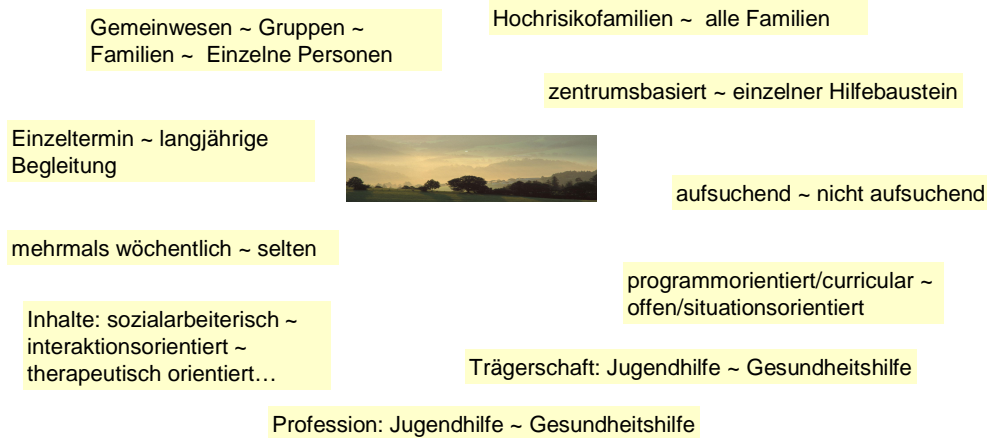 Gemeinwesen ~ Gruppen ~
Familien ~ Einzelne Personen
Hochrisikofamilien ~ alle Familien
zentrumsbasiert ~ einzelner Hilfebaustein
Einzeltermin ~ langjährige
Begleitung
aufsuchend ~ nicht aufsuchend
mehrmals wöchentlich ~ selten
programmorientiert/curricular ~
offen/situationsorientiert
Inhalte: sozialarbeiterisch ~
interaktionsorientiert ~
therapeutisch orientiert…
Trägerschaft: Jugendhilfe ~ Gesundheitshilfe
Profession: Jugendhilfe ~ Gesundheitshilfe